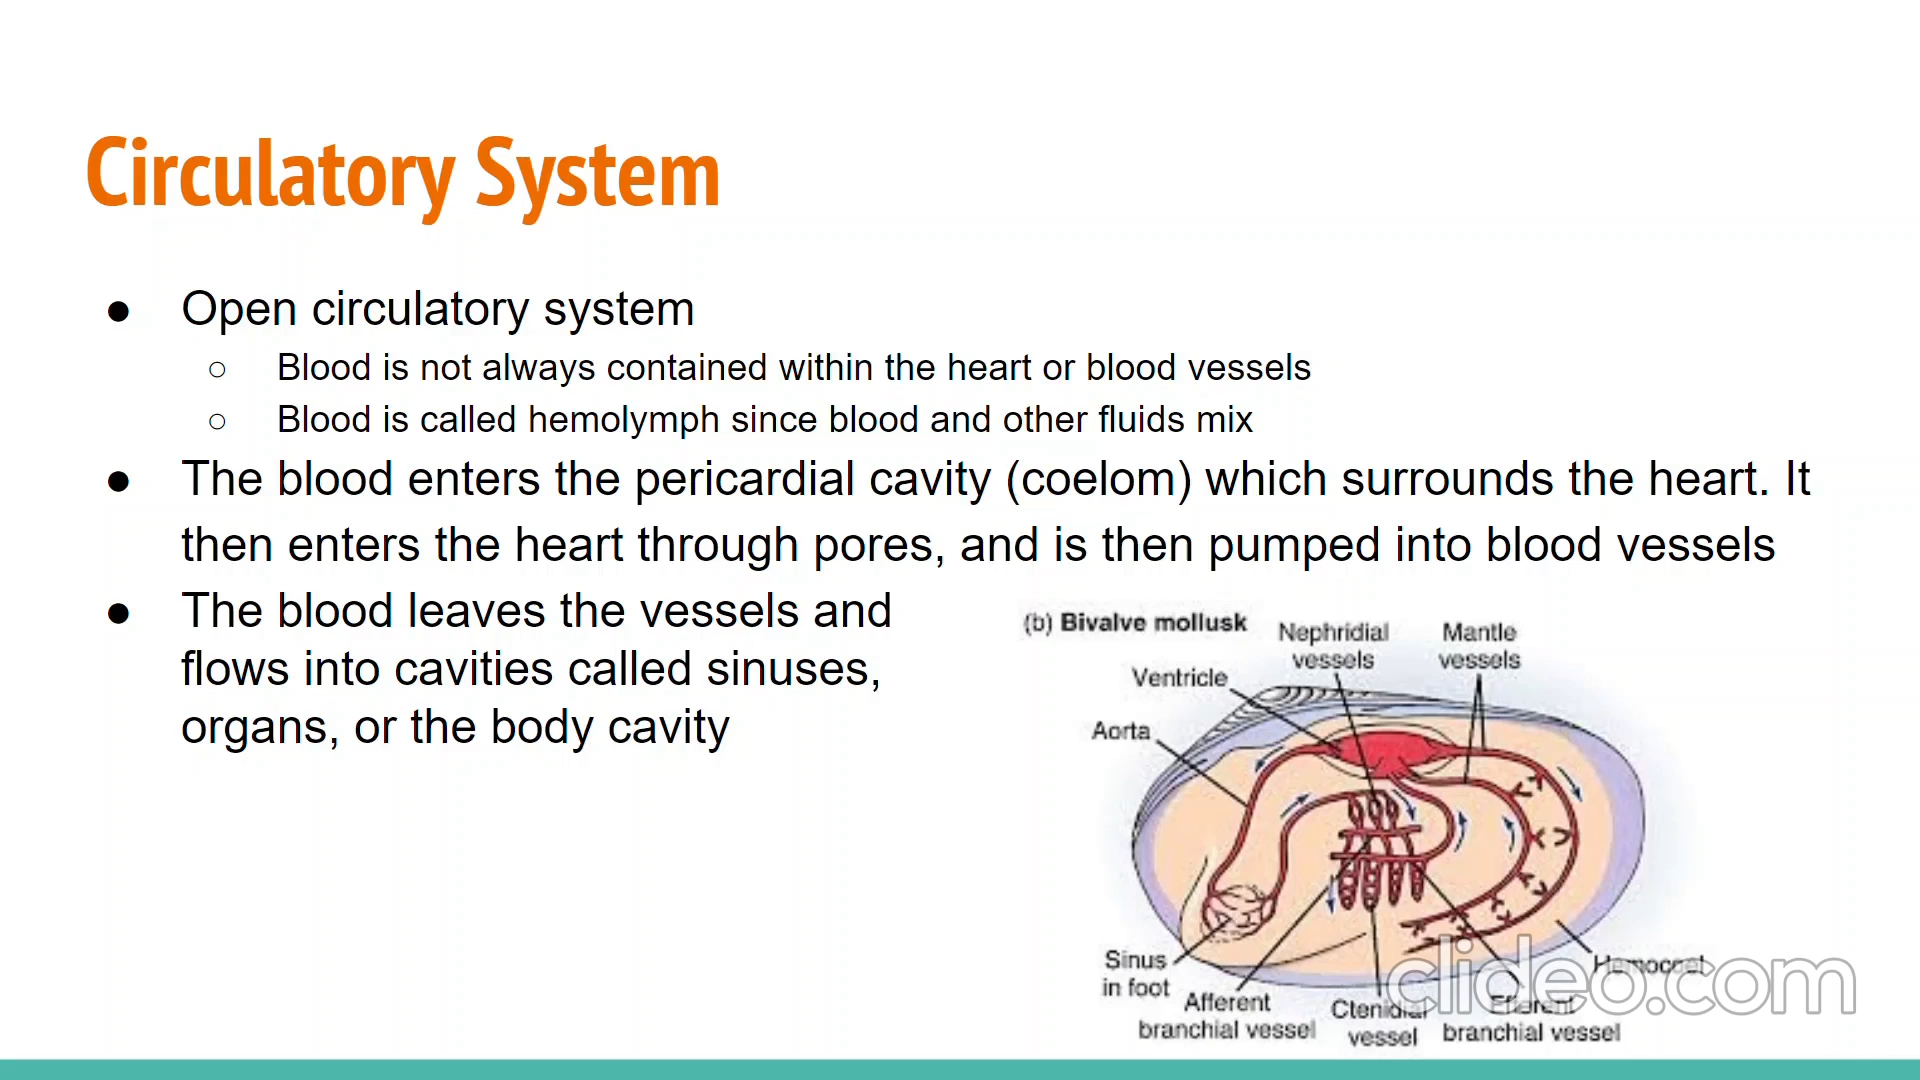 Circulatory System
● Open circulatory system
○ Blood is not always contained within the heart or blood vessels
○ Blood is called hemolymph since blood and other fluids mix
● The blood enters the pericardial cavity (coelom) which surrounds the heart. It
then enters the heart through pores, and is then pumped into blood vessels
● The blood leaves the vessels and
flows into cavities called sinuses,
organs, or the body cavity
(b) Bivalve mollusk
Nephridial
vessels
Mantle
vessels
Ventricle
Aorta
Sinus
in foot
Afferent
branchial vessel
Ctenidial
vessel
Efferent
branchial vessel
Hemocoel
clideo.com